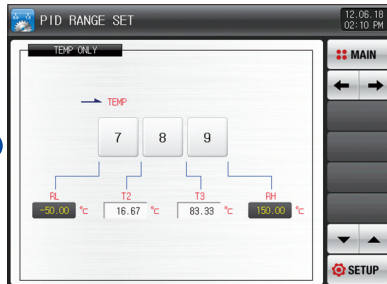 PID RANGE SET
12.06.18
02:10 PM
TEMP ONLY
MAIN
TEMP
7 8 9
RL T2 T3 RH
-50.00 ℃ 16.67 ℃ 83.33 ℃ 150.00 ℃
SETUP